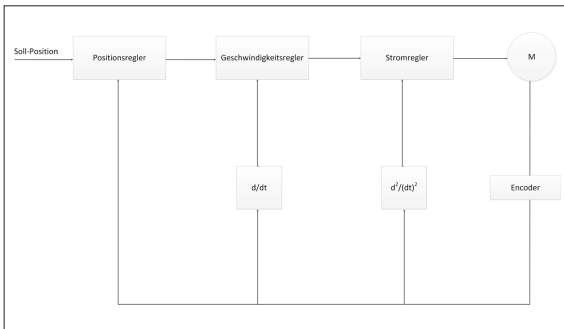 Soll-Position
Positionsregler
Geschwindigkeitsregler
Stromregler
M
d/dt
d²/(dt)²
Encoder